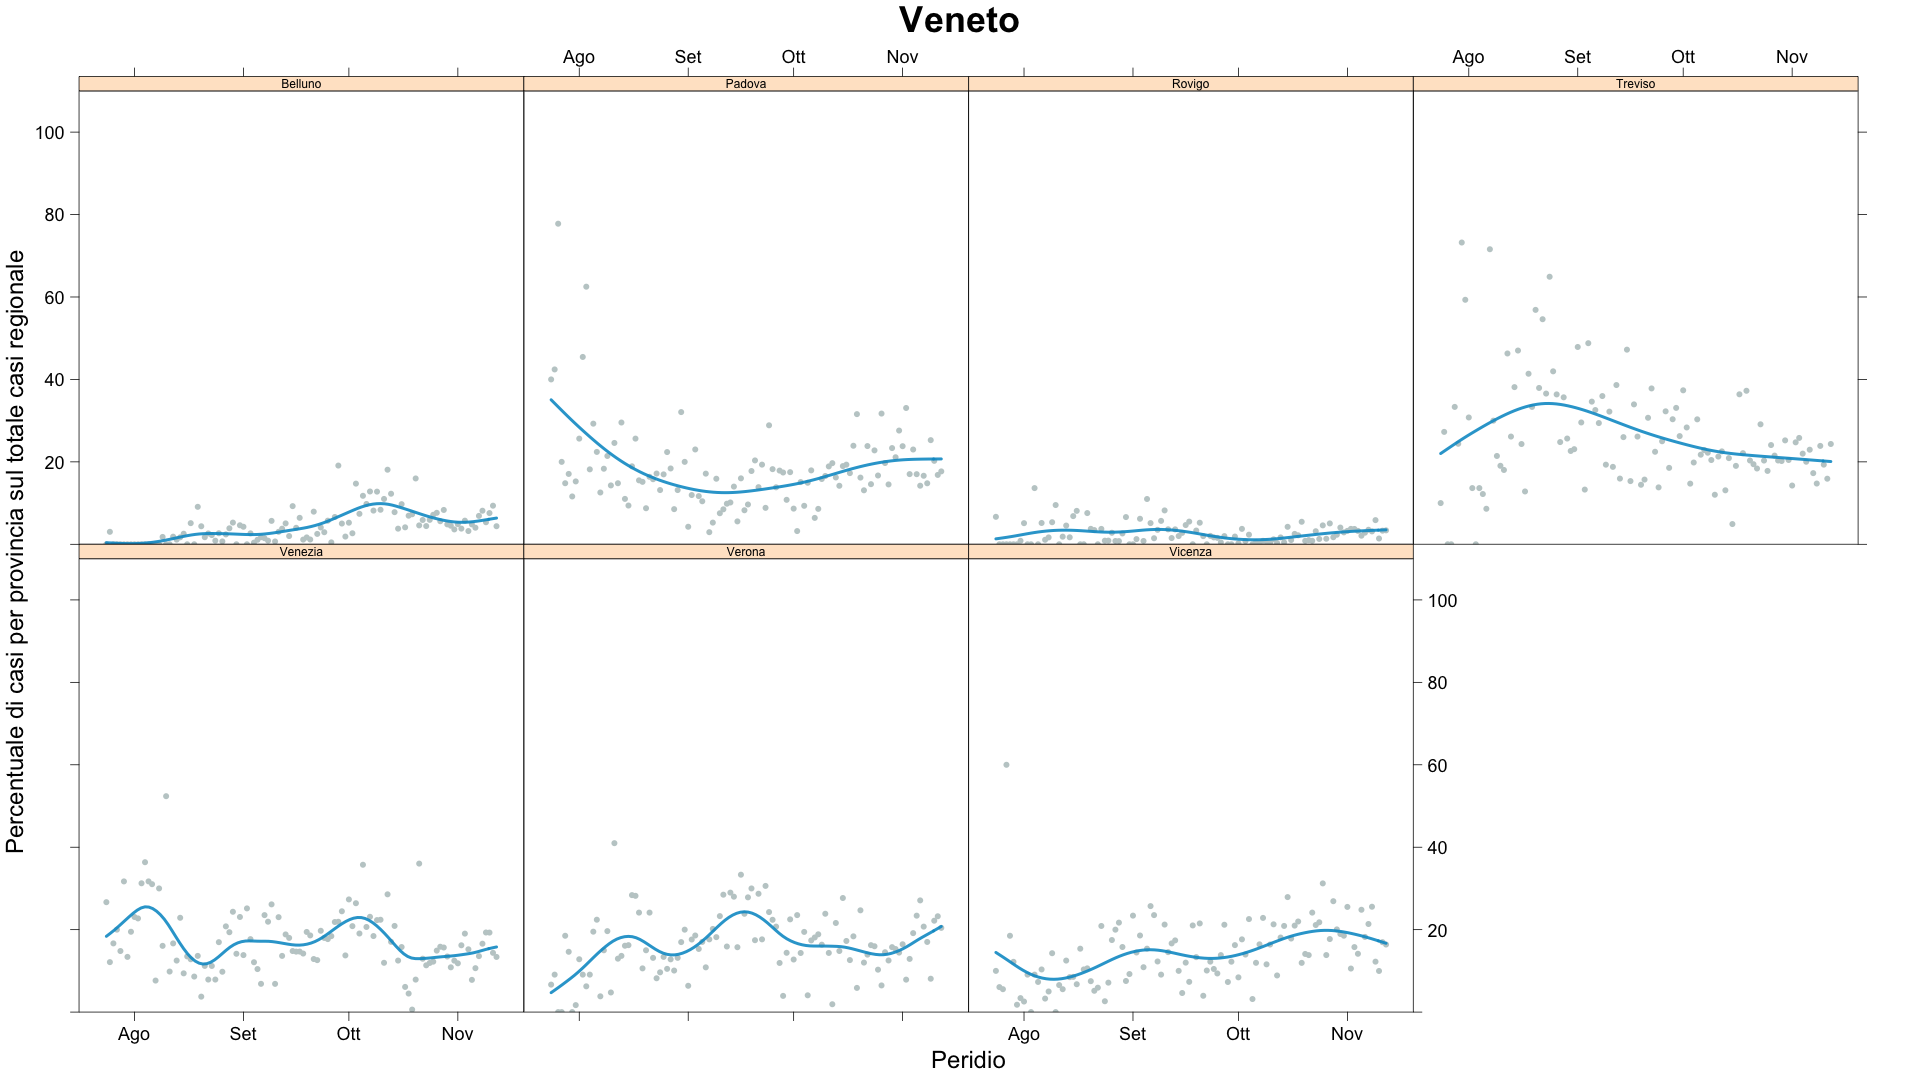 Veneto
Ago Set Ott Nov Ago Set Ott Nov
Belluno Padova Rovigo Treviso
100
80
60
40
20
Percentuale di casi per provincia sul totale casi regionale
Venezia Verona Vicenza
100
80
60
40
20
Ago Set Ott Nov Ago Set Ott Nov
Peridio